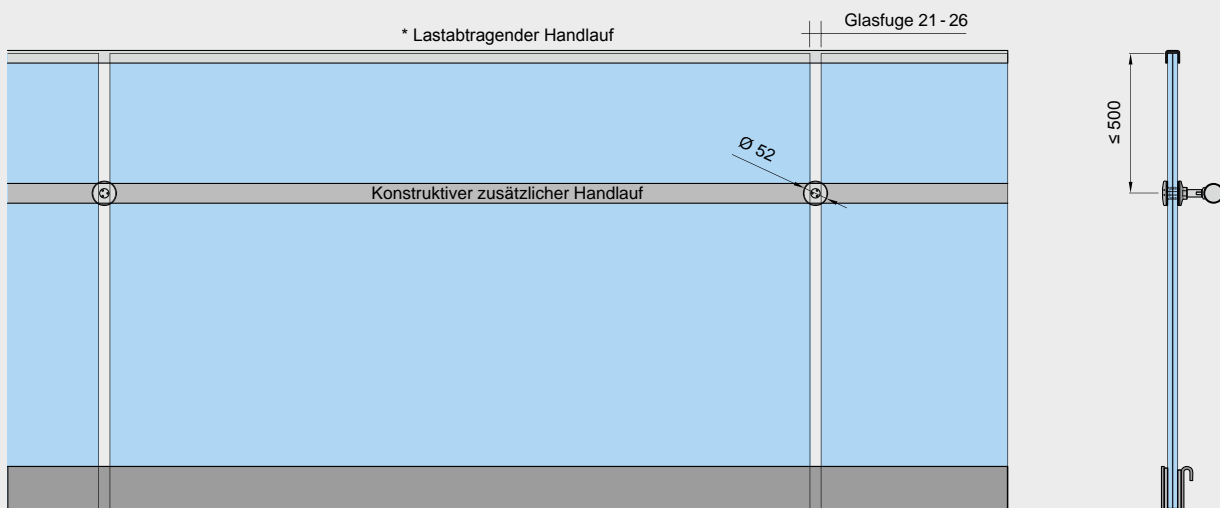 * Lastabtragender Handlauf
Glasfuge 21 - 26
≤ 500
Ø 52
Konstruktiver zusätzlicher Handlauf